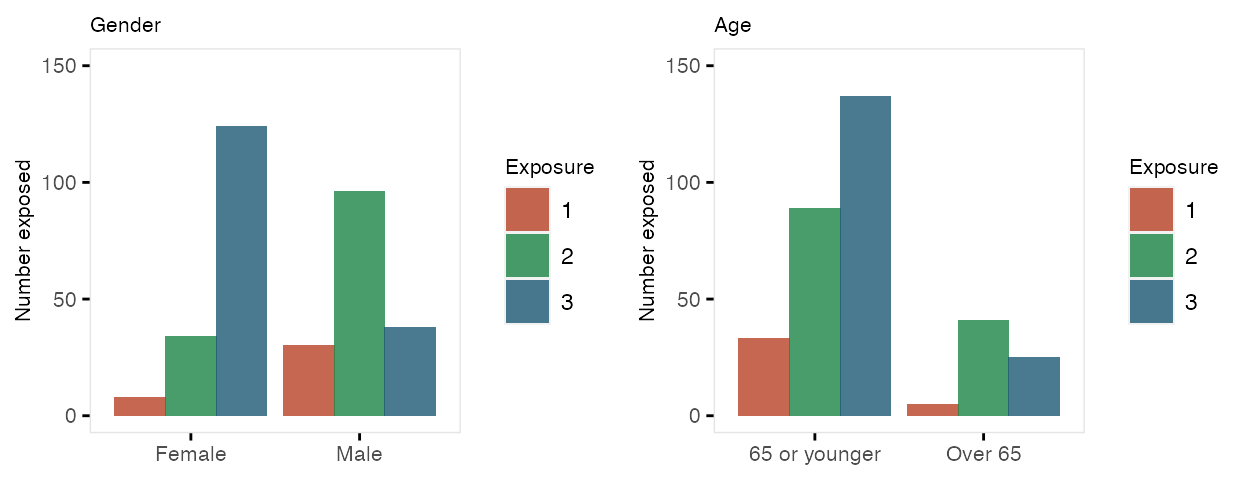 Gender
150
100
50
0
Number exposed
Female Male
Exposure
1
2
3
Age
150
100
50
0
Number exposed
65 or younger Over 65
Exposure
1
2
3